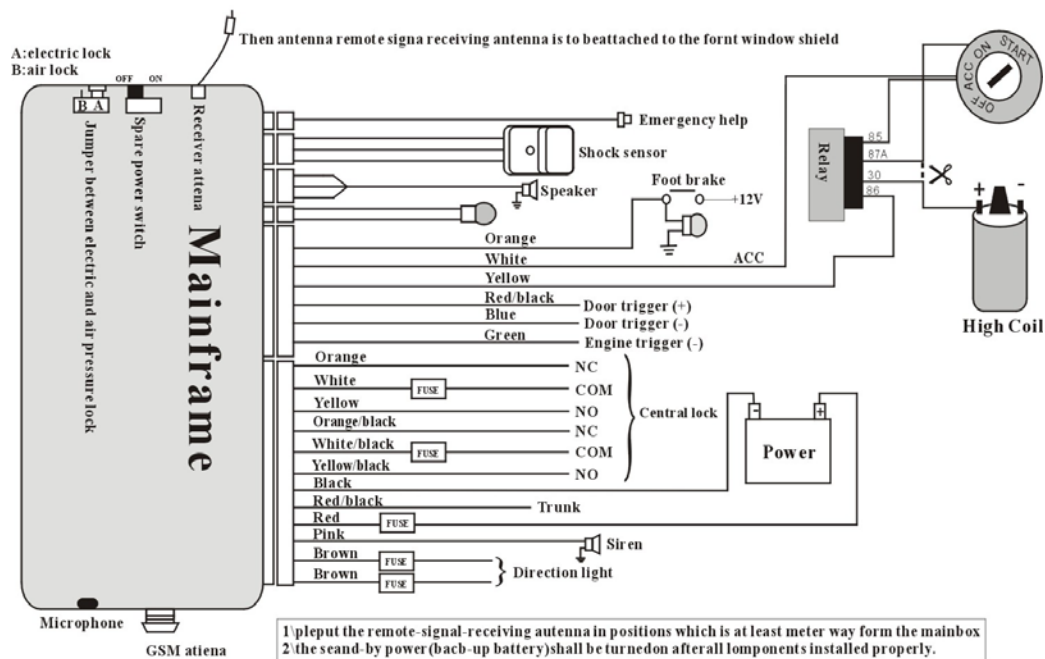 Then antenna remote signa receiving antenna is to beattached to the fornt window shield
A:electric lock
B:air lock
OFF ON
B A
Jumper between electric and air pressure lock
Spare power switch
Receiver attena
Mainframe
Microphone
GSM atiena
Emergency help
Shock sensor
Speaker
Foot brake
+12V
Orange
White ACC
Yellow
Red/black Door trigger (+)
Blue Door trigger (-)
Green Engine trigger (-)
Orange NC
White FUSE COM
Yellow NO
Orange/black NC
White/black FUSE COM
Yellow/black NO
Central lock
Black
Red/black Trunk
Red FUSE
Pink Siren
Brown FUSE
Brown FUSE
Direction light
- +
Power
Relay
85
87A
30
86
OFF ACC ON START
+ -
High Coil
1\pleput the remote-signal-receiving autenna in positions which is at least meter way form the mainbox
2\the seand-by power(bacb-up battery)shall be turnedon afterall lomponents installed properly.